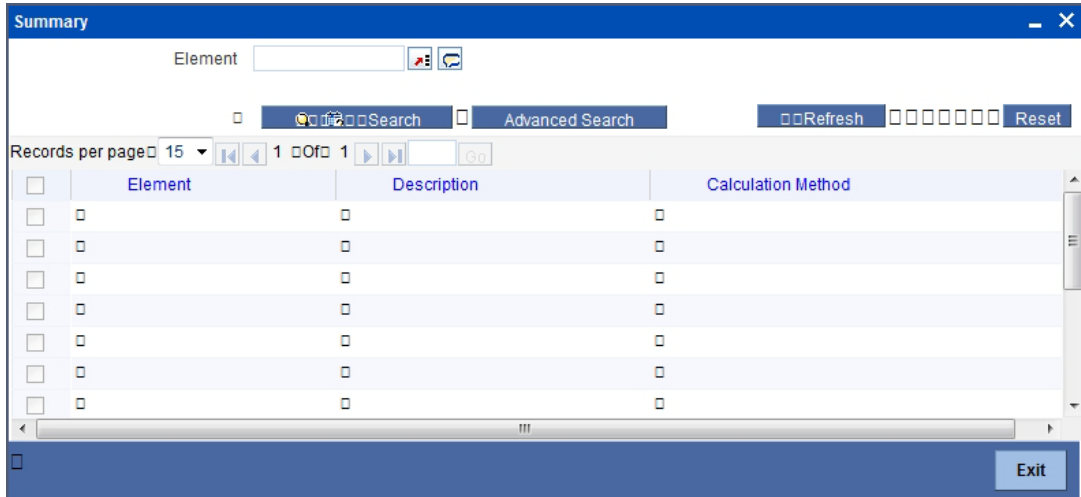 Summary
Element
Search Advanced Search Refresh Reset
Records per page 15 1 Of 1 Go
Element Description Calculation Method
Exit